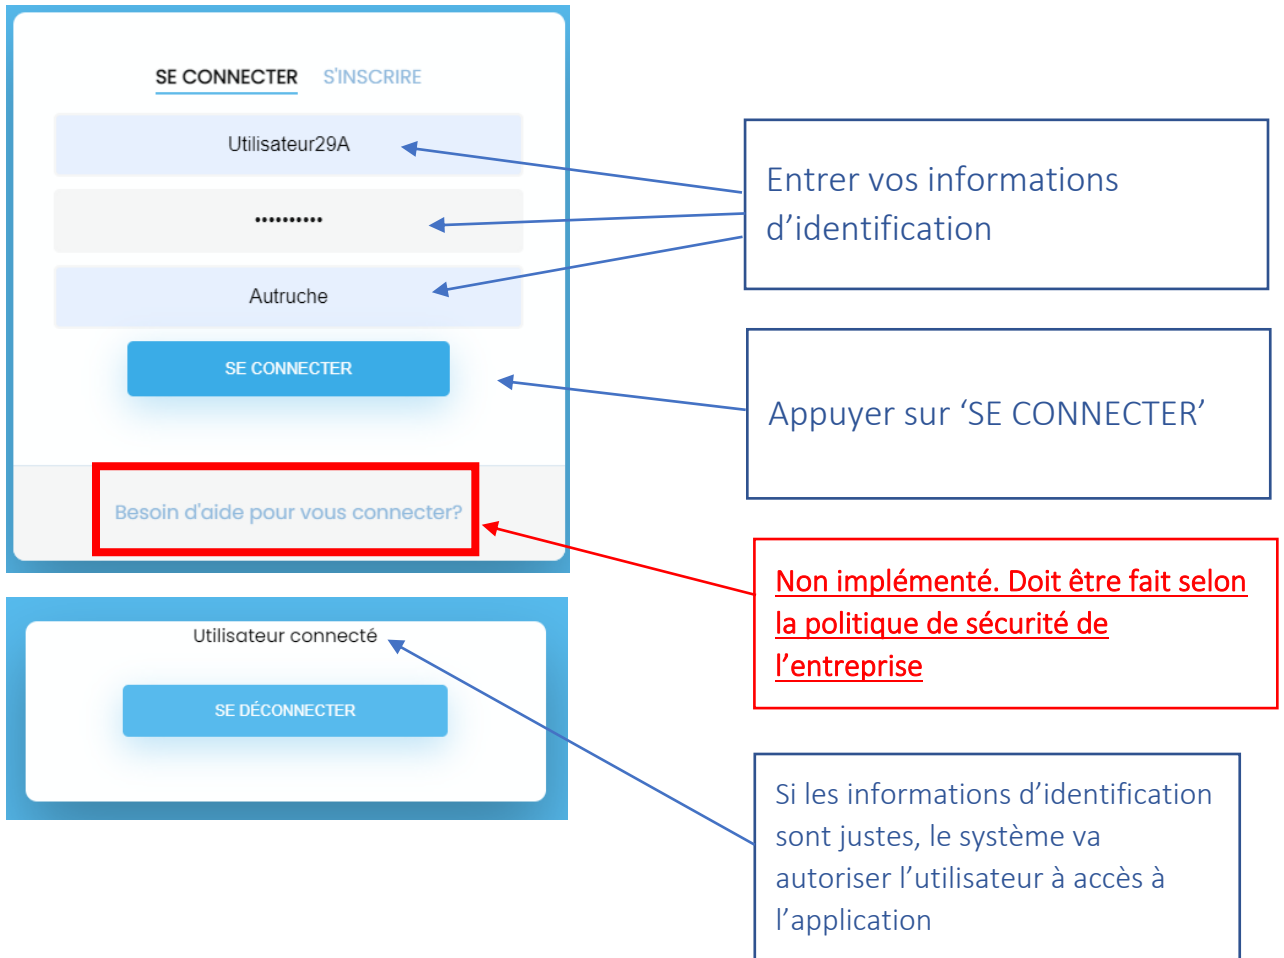 SE CONNECTER S'INSCRIRE
Utilisateur29A
••••••••••
Autruche
SE CONNECTER
Besoin d'aide pour vous connecter?
Utilisateur connecté
SE DÉCONNECTER
Entrer vos informations
d’identification
Appuyer sur ‘SE CONNECTER’
Non implémenté. Doit être fait selon
la politique de sécurité de
l’entreprise
Si les informations d’identification
sont justes, le système va
autoriser l’utilisateur à accès à
l’application